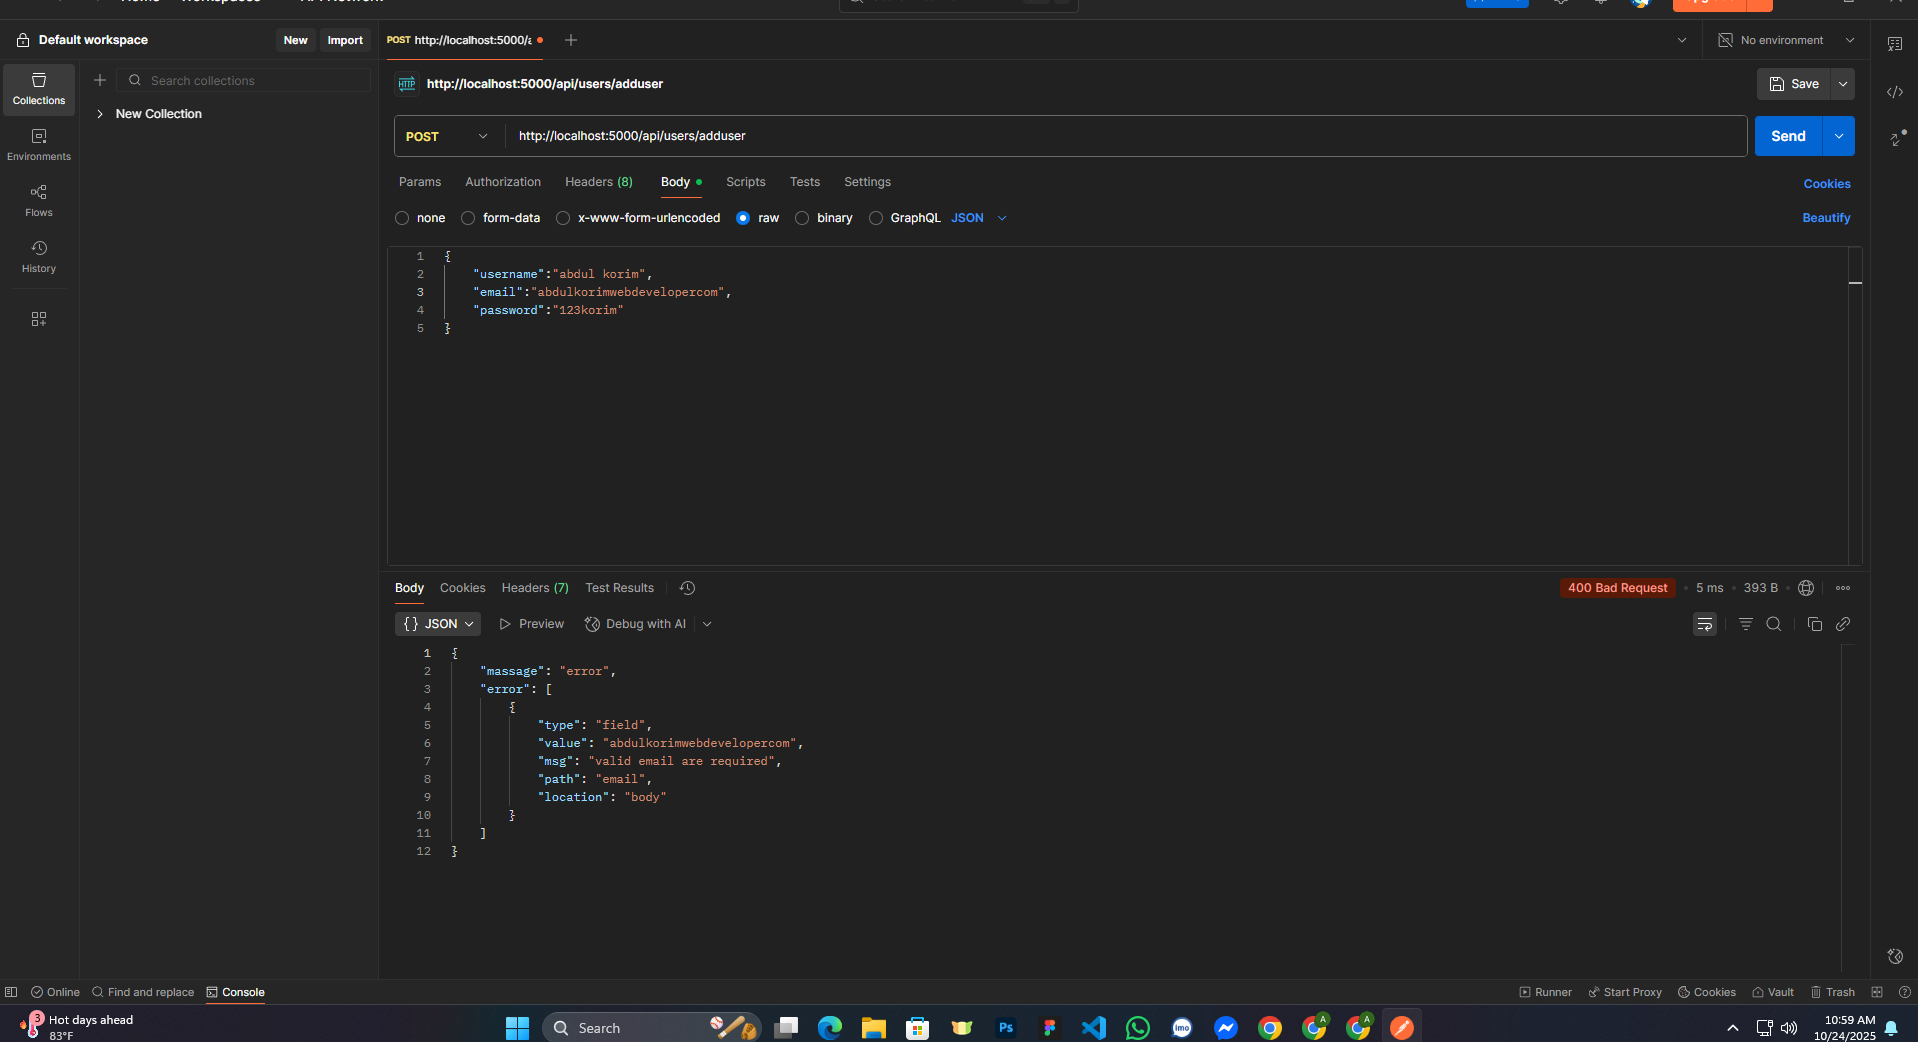 Default workspace
New
Import
POST http://localhost:5000/a
No environment
Search collections
New Collection
Collections
Environments
Flows
History
HTTP
http://localhost:5000/api/users/adduser
Save
POST
http://localhost:5000/api/users/adduser
Send
Params Authorization Headers (8) Body Scripts Tests Settings
Cookies
none form-data x-www-form-urlencoded raw binary GraphQL JSON
Beautify
1 {
2 "username":"abdul korim",
3 "email":"abdulkorimwebdevelopercom",
4 "password":"123korim"
5 }
Body Cookies Headers (7) Test Results
400 Bad Request 5 ms 393 B
{} JSON Preview Debug with AI
1 {
2 "massage": "error",
3 "error": [
4 {
5 "type": "field",
6 "value": "abdulkorimwebdevelopercom",
7 "msg": "valid email are required",
8 "path": "email",
9 "location": "body"
10 }
11 ]
12 }
Online Find and replace Console
Runner Start Proxy Cookies Vault Trash
3
Hot days ahead
83°F
Search
Ps
imo
A
A
10:59 AM
10/24/2025